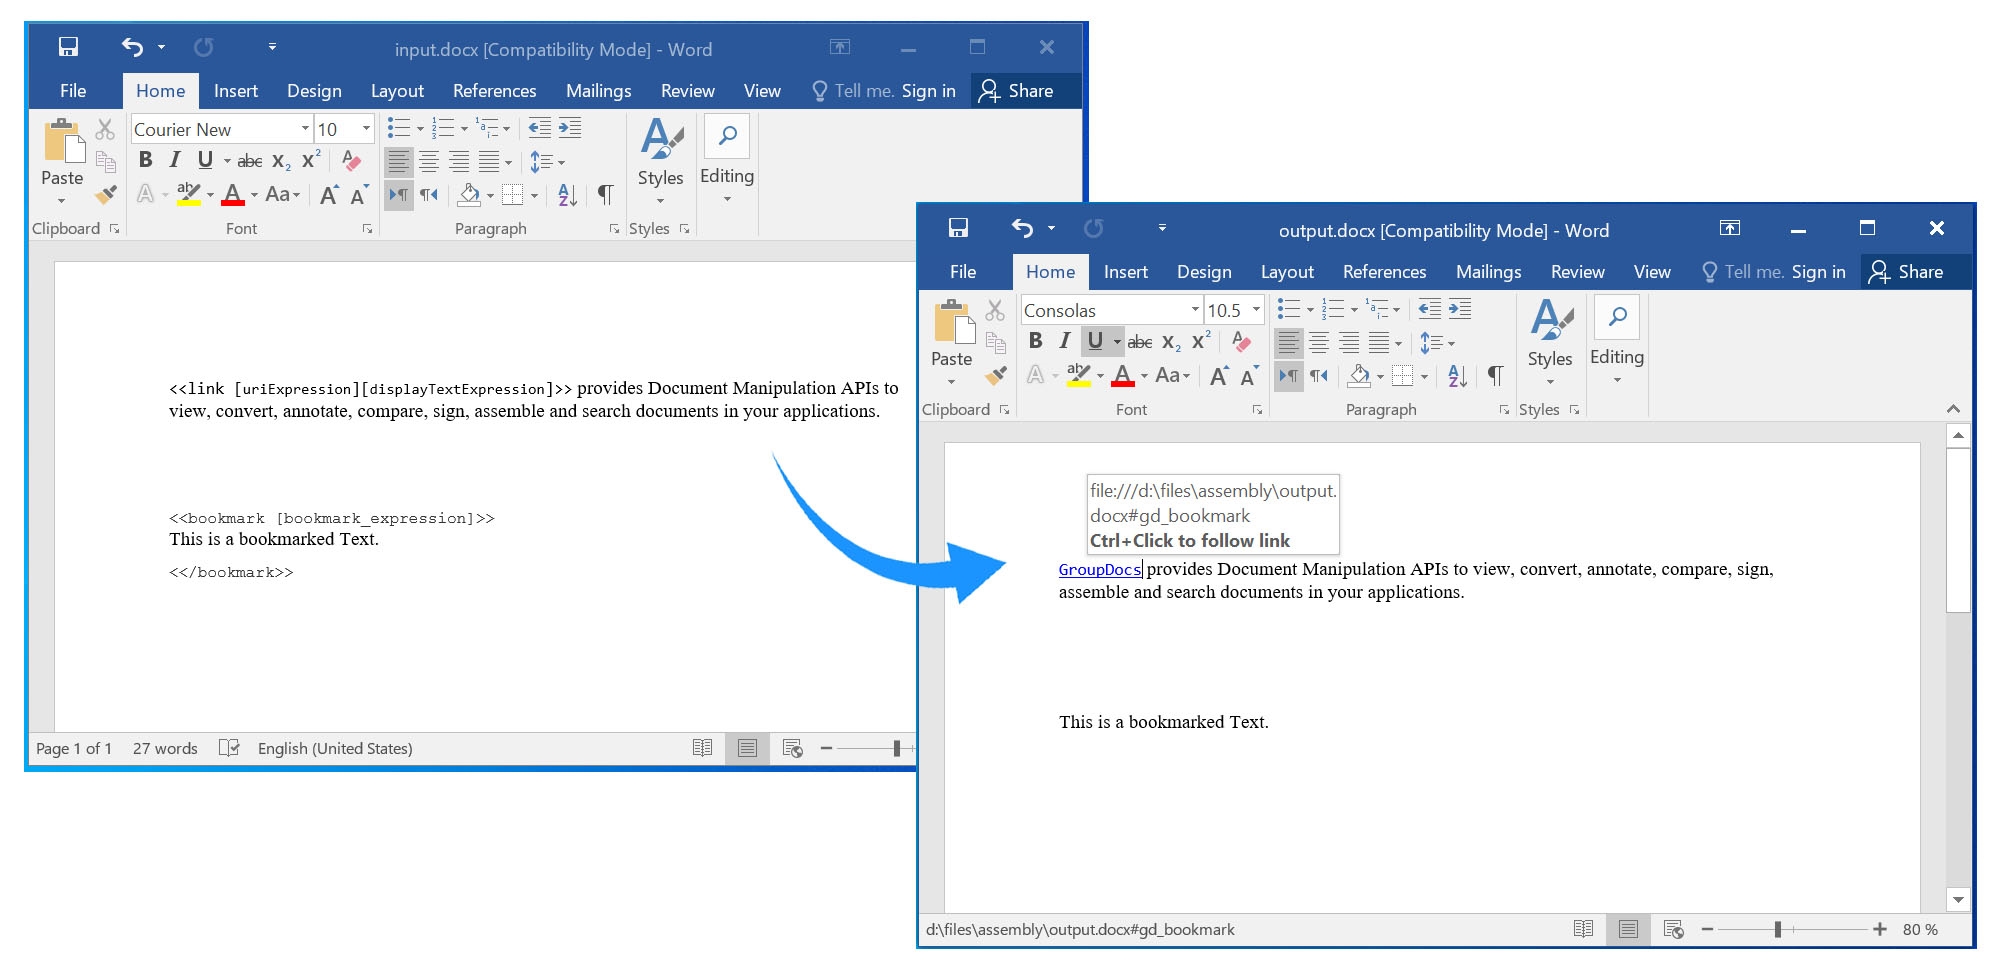 input.docx [Compatibility Mode] - Word
File Home Insert Design Layout References Mailings Review View Tell me. Sign in Share
Courier New 10
B I U abc X2 X2
Paste
A ab A Aa A A
A Z
Styles
Editing
Clipboard Font Paragraph Styles
<<link [uriExpression][displayTextExpression]>> provides Document Manipulation APIs to
view, convert, annotate, compare, sign, assemble and search documents in your applications.
<<bookmark [bookmark_expression]>>
This is a bookmarked Text.
<</bookmark>>
Page 1 of 1 27 words English (United States)
output.docx [Compatibility Mode] - Word
File Home Insert Design Layout References Mailings Review View Tell me. Sign in Share
Consolas 10.5
B I U abc X2 X2
Paste
A ab A Aa A A
A Z
Styles
Editing
Clipboard Font Paragraph Styles
file:///d:\files\assembly\output.
docx#gd_bookmark
Ctrl+Click to follow link
GroupDocs provides Document Manipulation APIs to view, convert, annotate, compare, sign,
assemble and search documents in your applications.
This is a bookmarked Text.
d:\files\assembly\output.docx#gd_bookmark 80 %